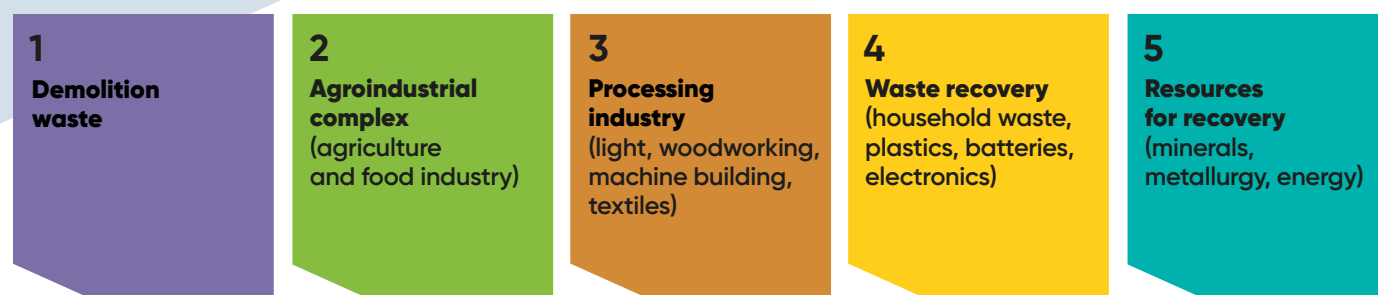 1
Demolition
waste
2
Agroindustrial
complex
(agriculture
and food industry)
3
Processing
industry
(light, woodworking,
machine building,
textiles)
4
Waste recovery
(household waste,
plastics, batteries,
electronics)
5
Resources
for recovery
(minerals,
metallurgy, energy)